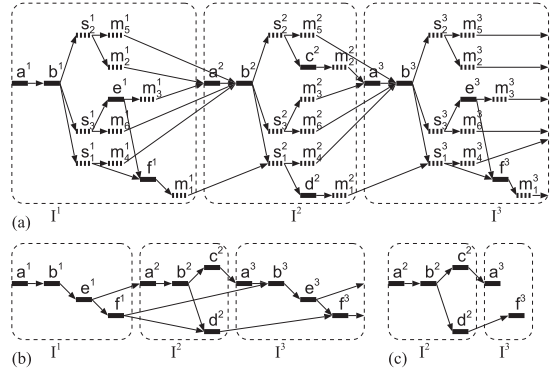 s₂¹ m₅¹ s₂² m₅² s₂³ m₅³
m₂¹ c² m₂² m₂³
a¹ b¹ a² b² a³ b³
e¹ m₃¹ m₃² e³ m₃³
s₃¹ m₆¹ s₃² m₆² s₃³ m₆³
s₁¹ m₄¹ s₁² m₄² s₁³ m₄³
f¹ f³
m₁¹ d² m₁² m₁³
(a) I¹ I² I³
c² c²
a¹ b¹ a² b² a³ b³ a² b² a³
e¹ e³
f¹ d² f³ d² f³
(b) I¹ I² I³ (c) I² I³